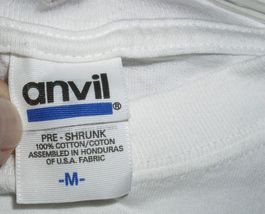 anvil®
PRE - SHRUNK
100% COTTON/COTON
ASSEMBLED IN HONDURAS
OF U.S.A. FABRIC
-M-